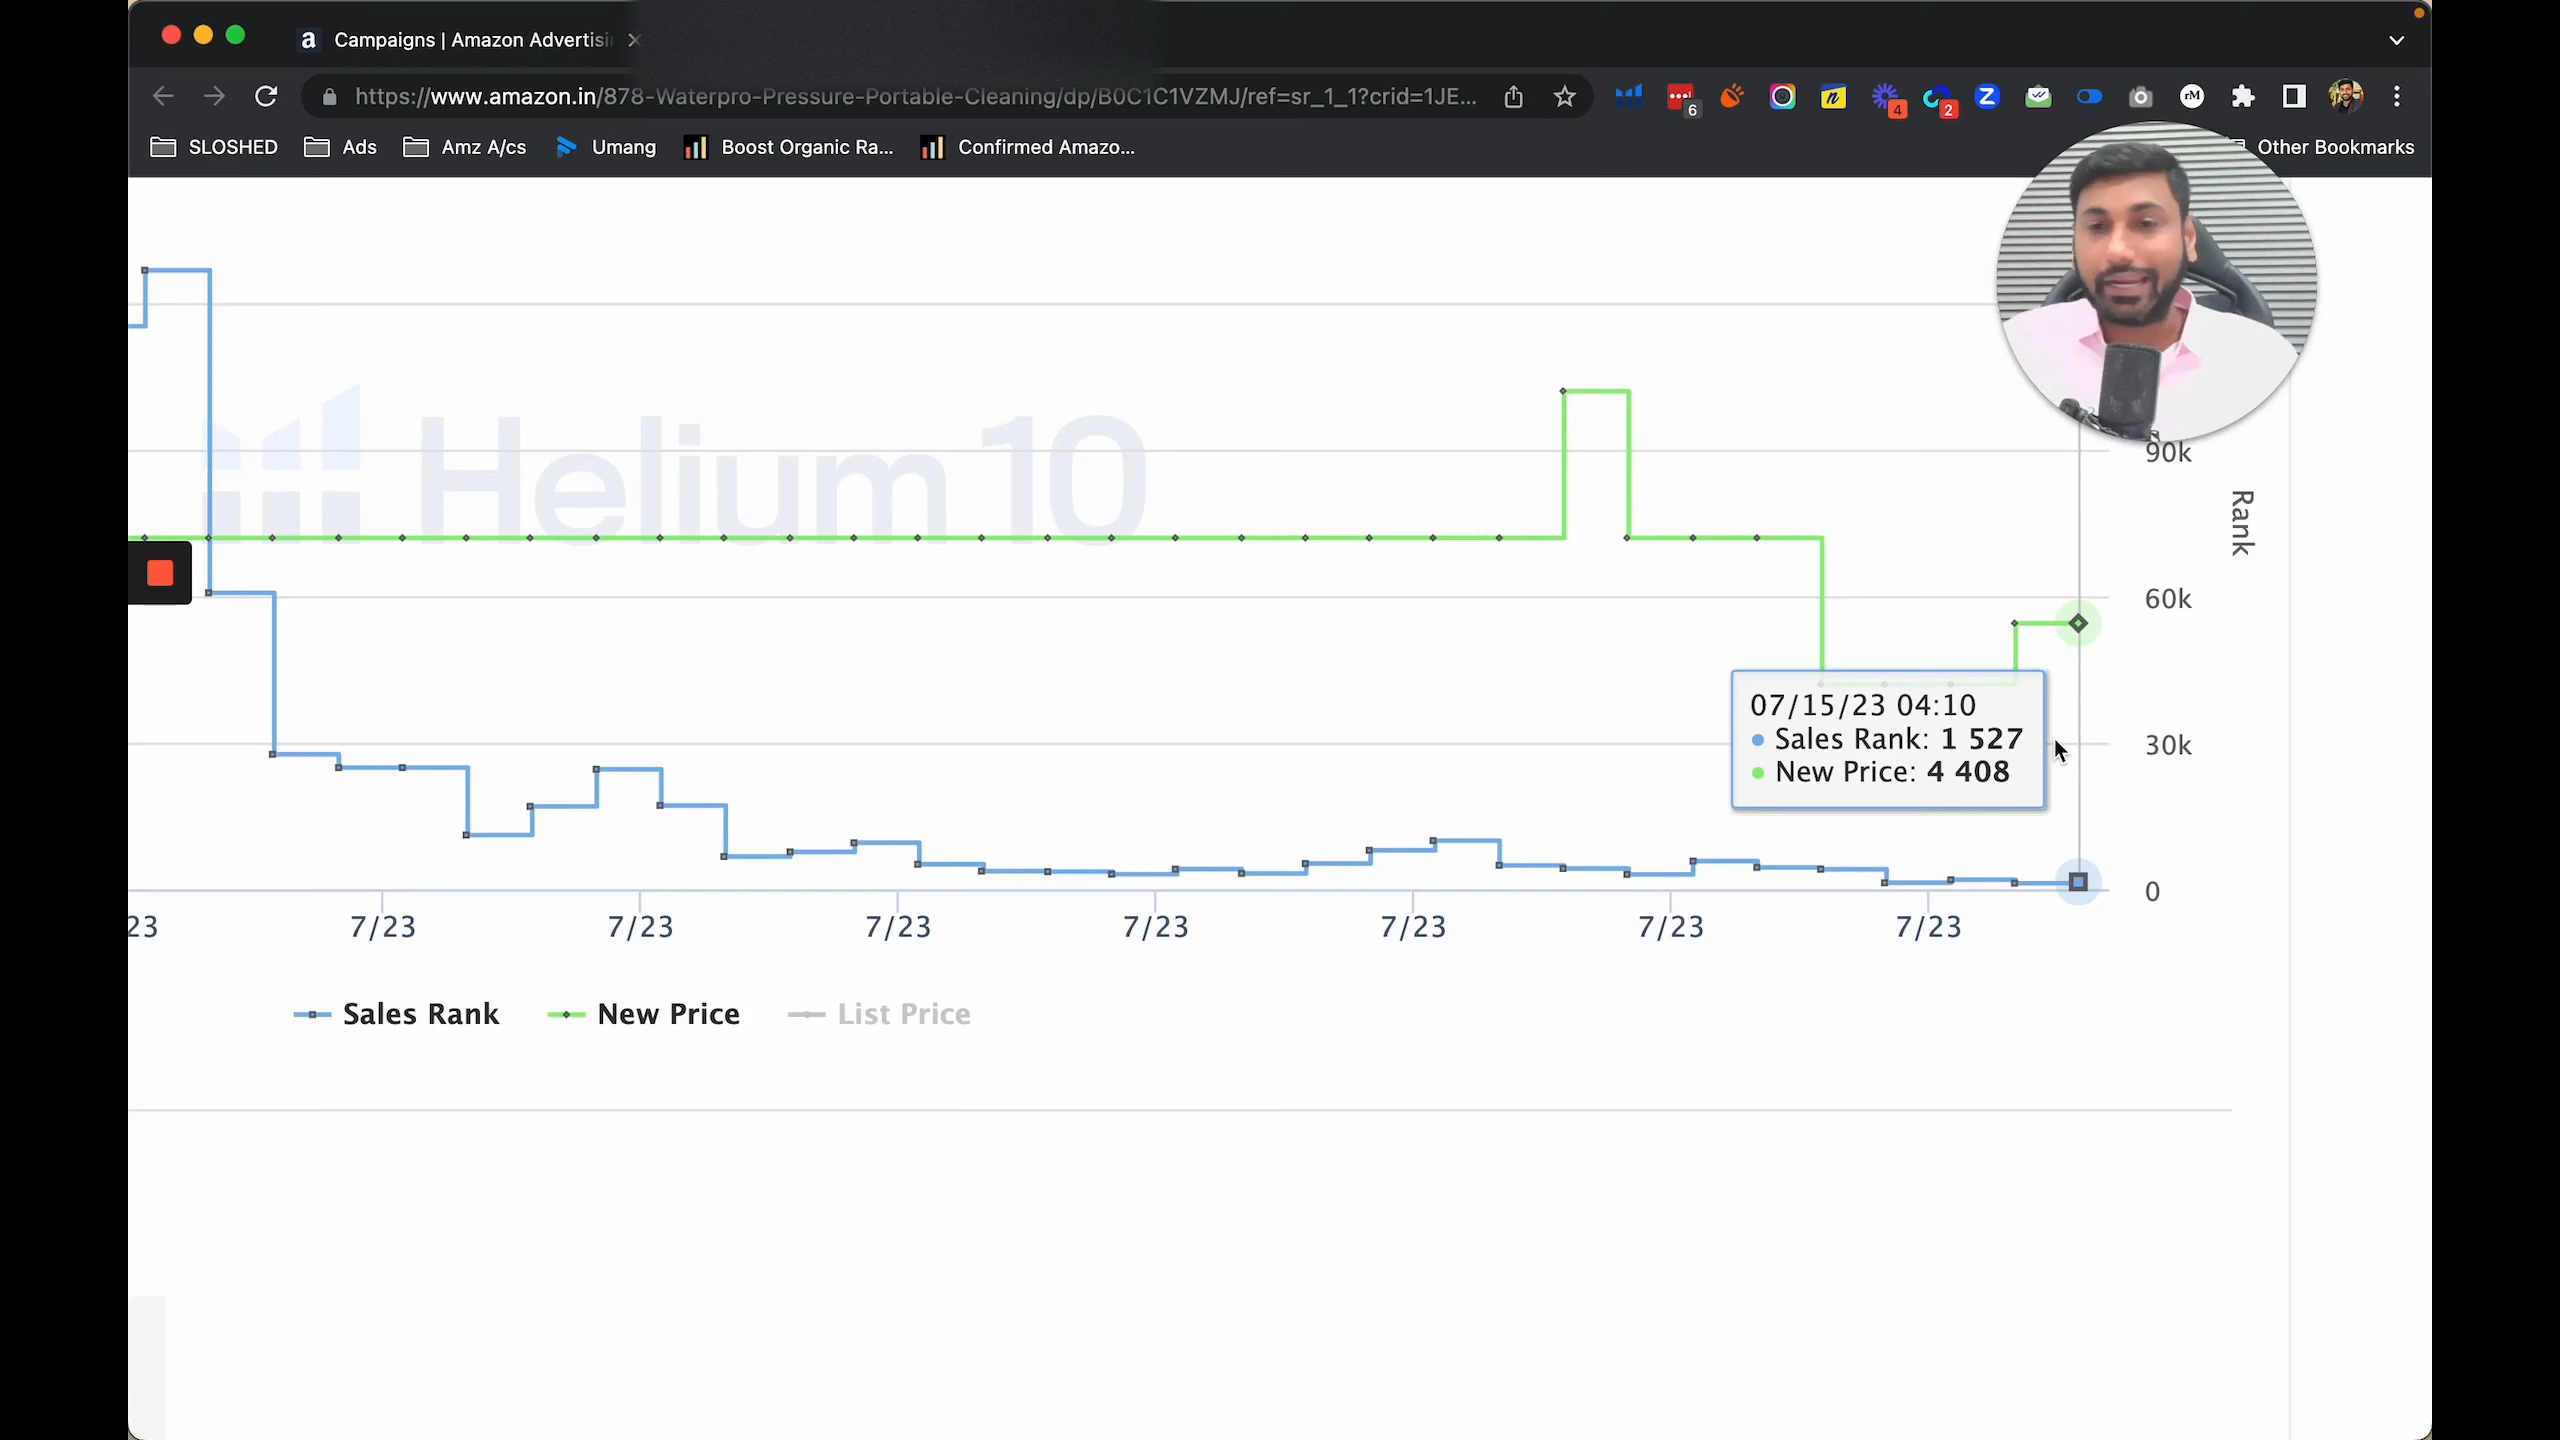 Campaigns | Amazon Advertisi
https://www.amazon.in/878-Waterpro-Pressure-Portable-Cleaning/dp/B0C1C1VZMJ/ref=sr_1_1?crid=1JE...
6
4
2
SLOSHED
Ads
Amz A/cs
Umang
Boost Organic Ra...
Confirmed Amazo...
Other Bookmarks
Helium 10
90k
60k
30k
0
Rank
07/15/23 04:10
Sales Rank: 1 527
New Price: 4 408
23 7/23 7/23 7/23 7/23 7/23 7/23 7/23
Sales Rank New Price List Price